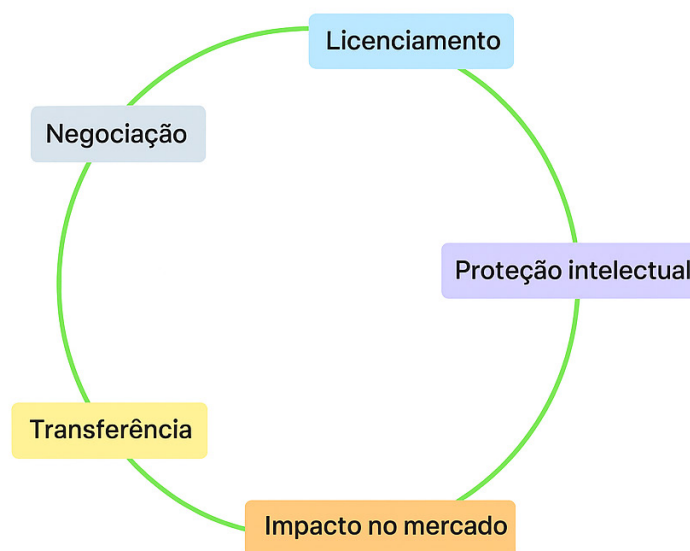 Licenciamento
Negociação
Proteção intelectual
Transferência
Impacto no mercado